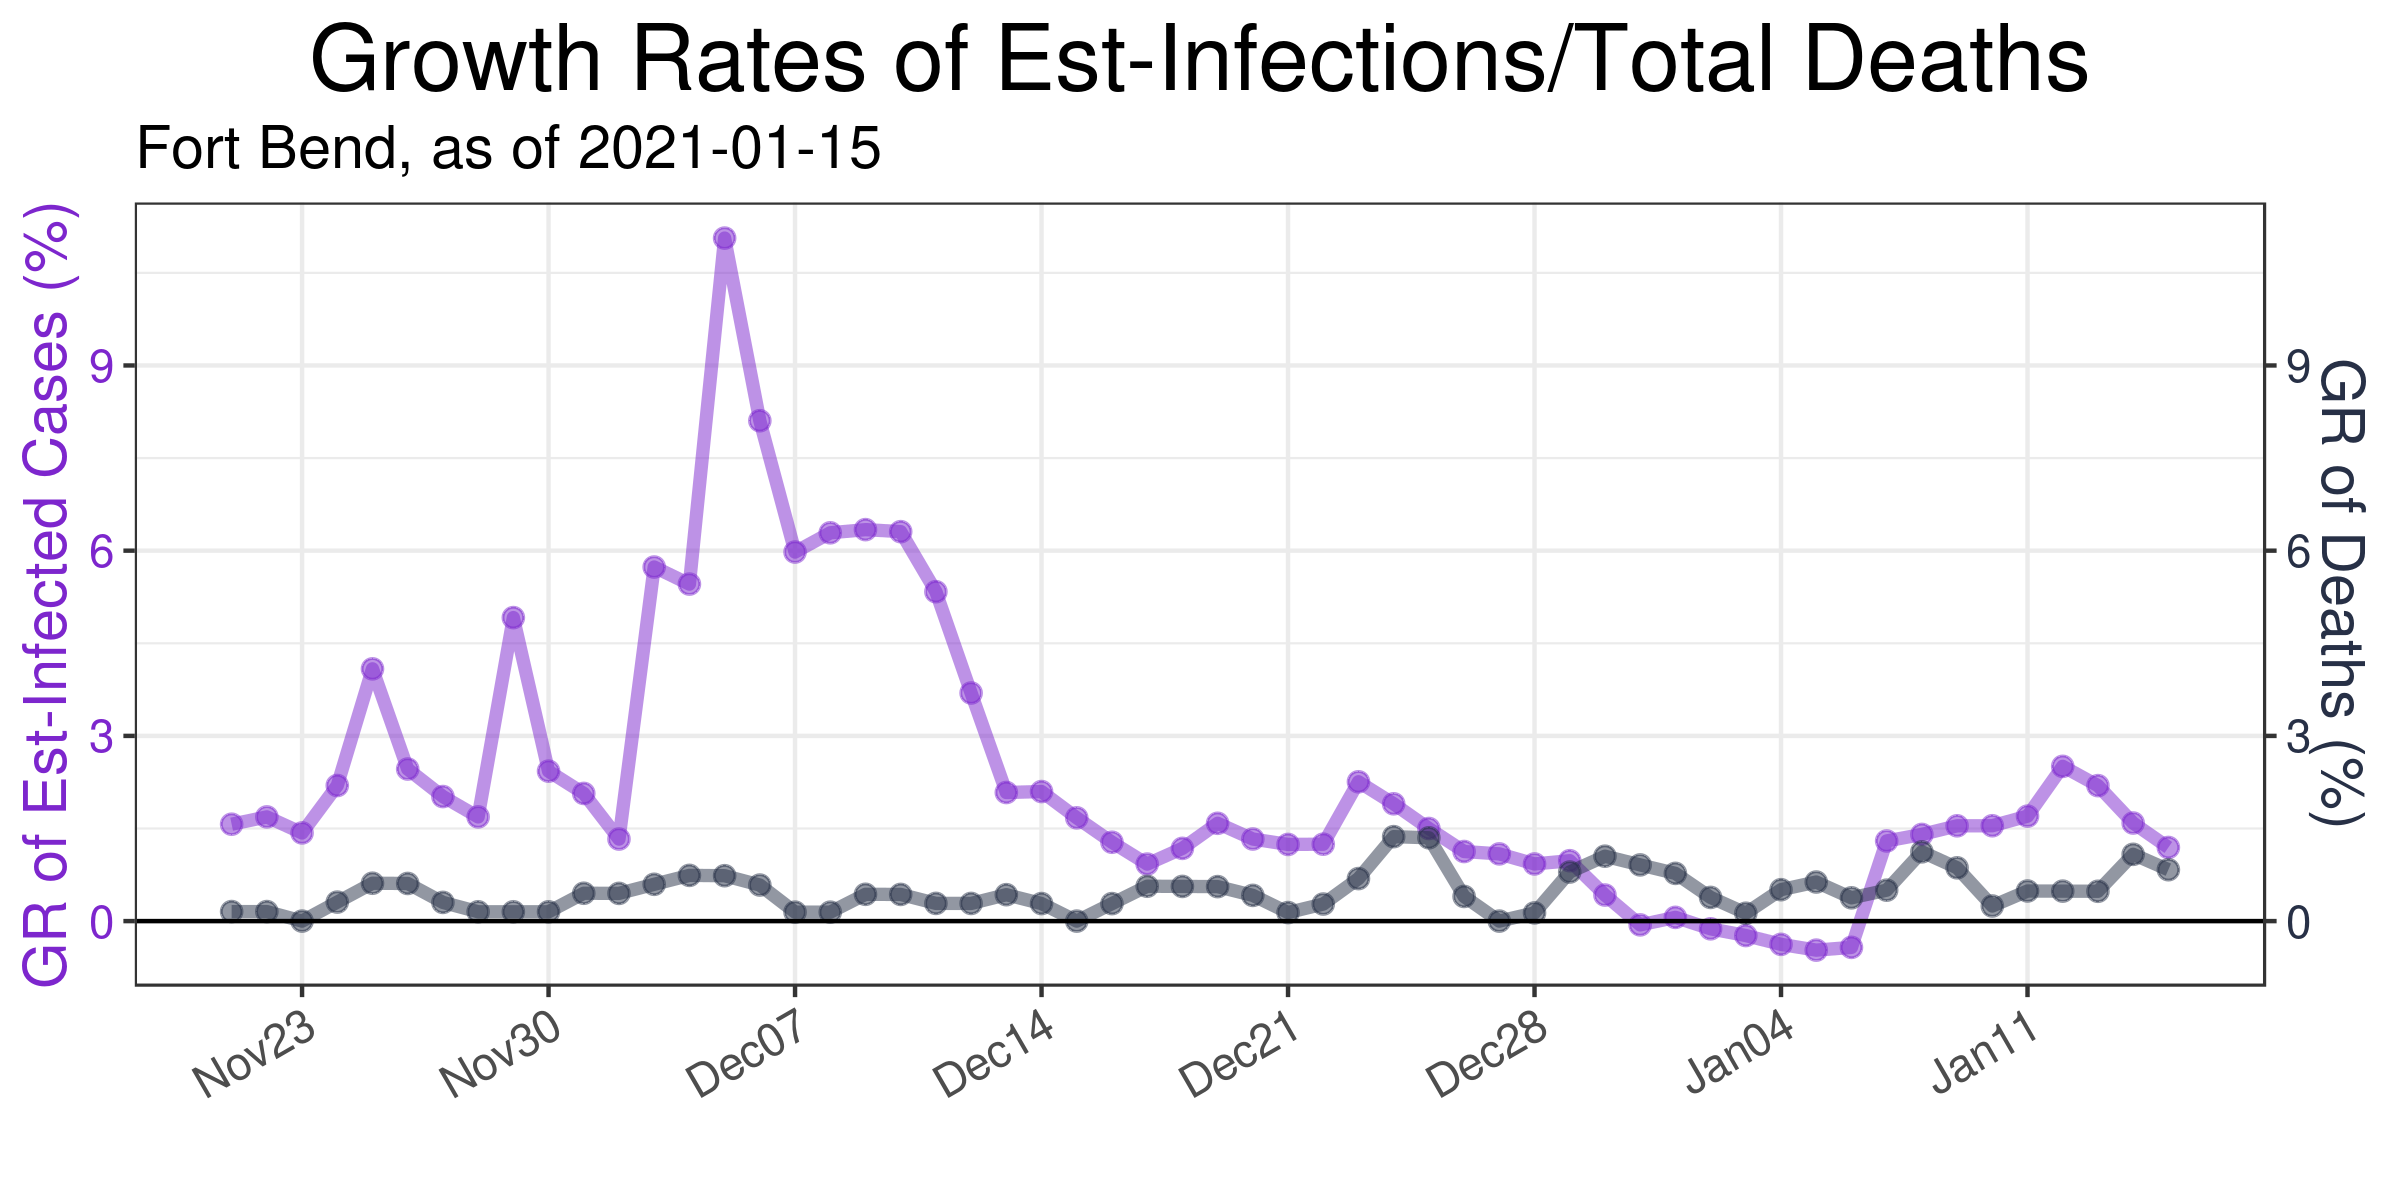 Growth Rates of Est-Infections/Total Deaths
Fort Bend, as of 2021-01-15
GR of Est-Infected Cases (%)
9
6
3
0
9
6
3
0
GR of Deaths (%)
Nov23
Nov30
Dec07
Dec14
Dec21
Dec28
Jan04
Jan11